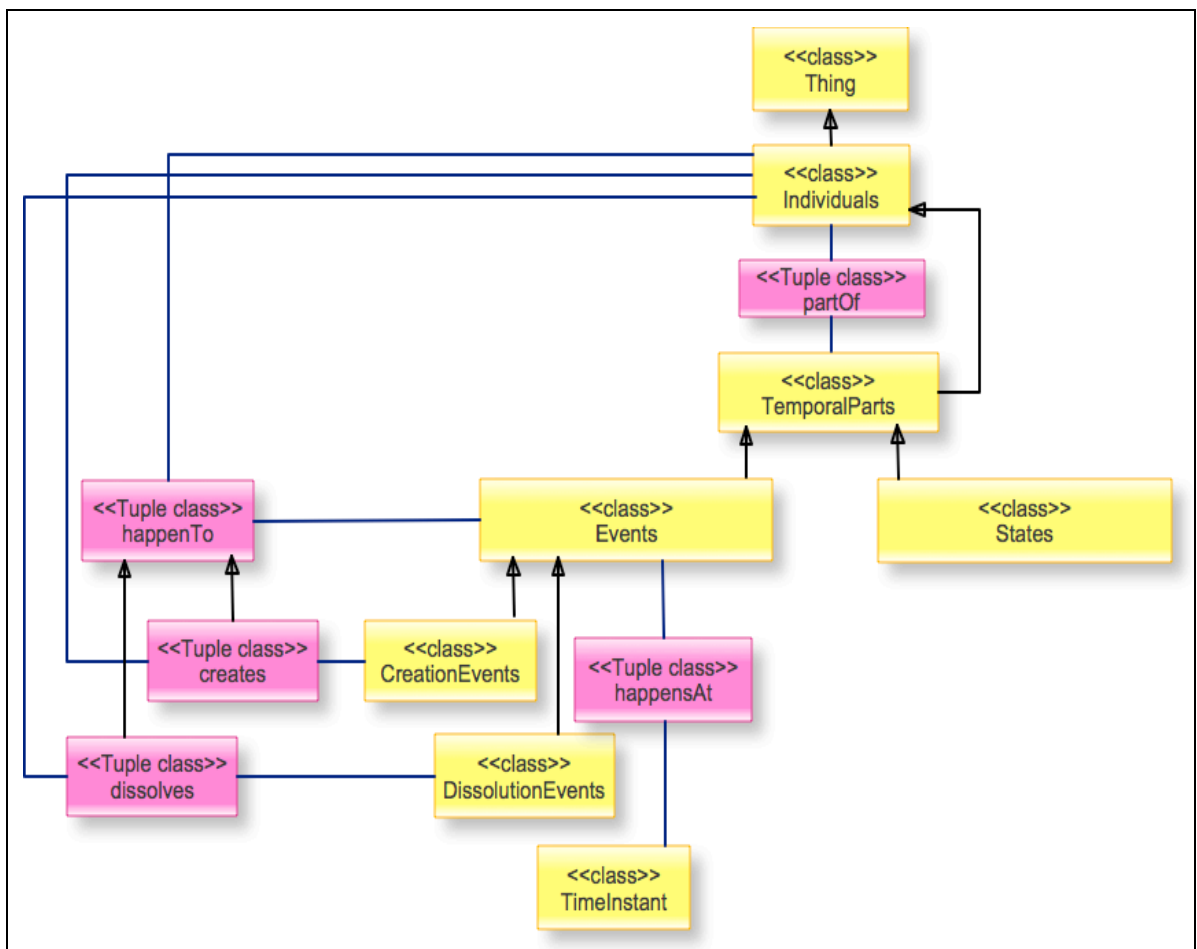 <<class>>
Thing
<<class>>
Individuals
<<Tuple class>>
partOf
<<class>>
TemporalParts
<<Tuple class>>
happenTo
<<class>>
Events
<<class>>
States
<<Tuple class>>
creates
<<class>>
CreationEvents
<<Tuple class>>
happensAt
<<Tuple class>>
dissolves
<<class>>
DissolutionEvents
<<class>>
TimeInstant